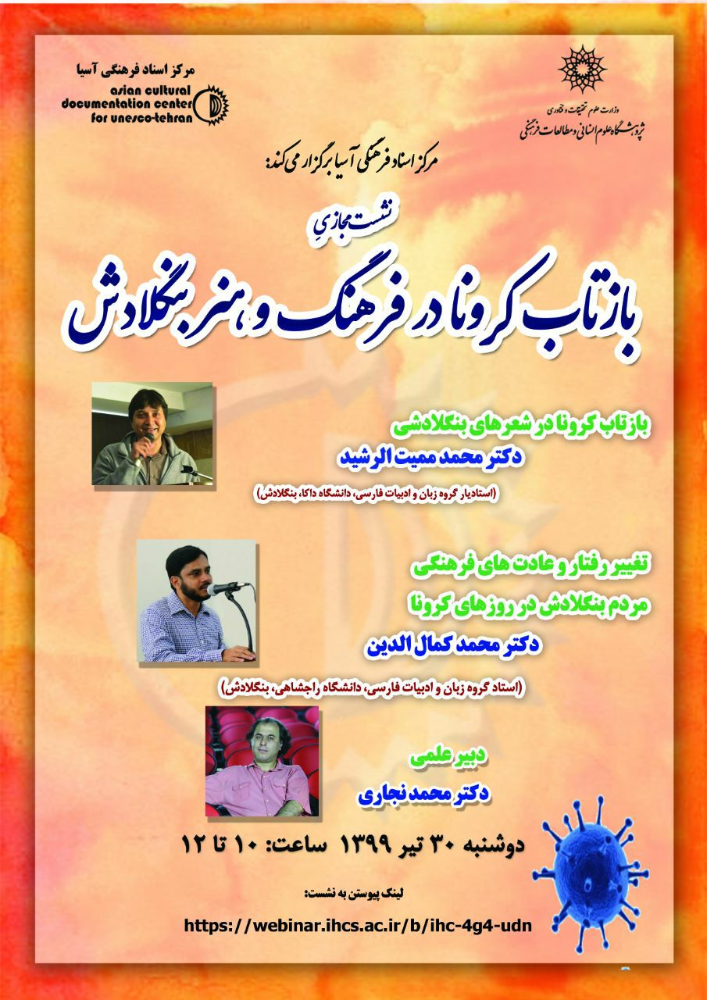 مرکز اسناد فرهنگی آسیا
asian cultural
documentation center
for unesco-tehran
وزارت علوم تحقیقات و فناوری
پژوهشگاه علوم انسانی و مطالعات فرهنگی
مرکز اسناد فرهنگی آسیا برگزار می‌کند:
نشست مجازیِ
بازتاب کرونا در فرهنگ و هنر بنگلادش
بازتاب کرونا در شعرهای بنگلادشی
دکتر محمد ممیت الرشید
(استادیار گروه زبان و ادبیات فارسی، دانشگاه داکا، بنگلادش)
تغییر رفتار و عادت های فرهنگی
مردم بنگلادش در روزهای کرونا
دکتر محمد کمال الدین
(استاد گروه زبان و ادبیات فارسی، دانشگاه راجشاهی، بنگلادش)
دبیر علمی
دکتر محمد نجاری
دوشنبه ۳۰ تیر ۱۳۹۹ ساعت: ۱۰ تا ۱۲
لینک پیوستن به نشست:
https://webinar.ihcs.ac.ir/b/ihc-4g4-udn